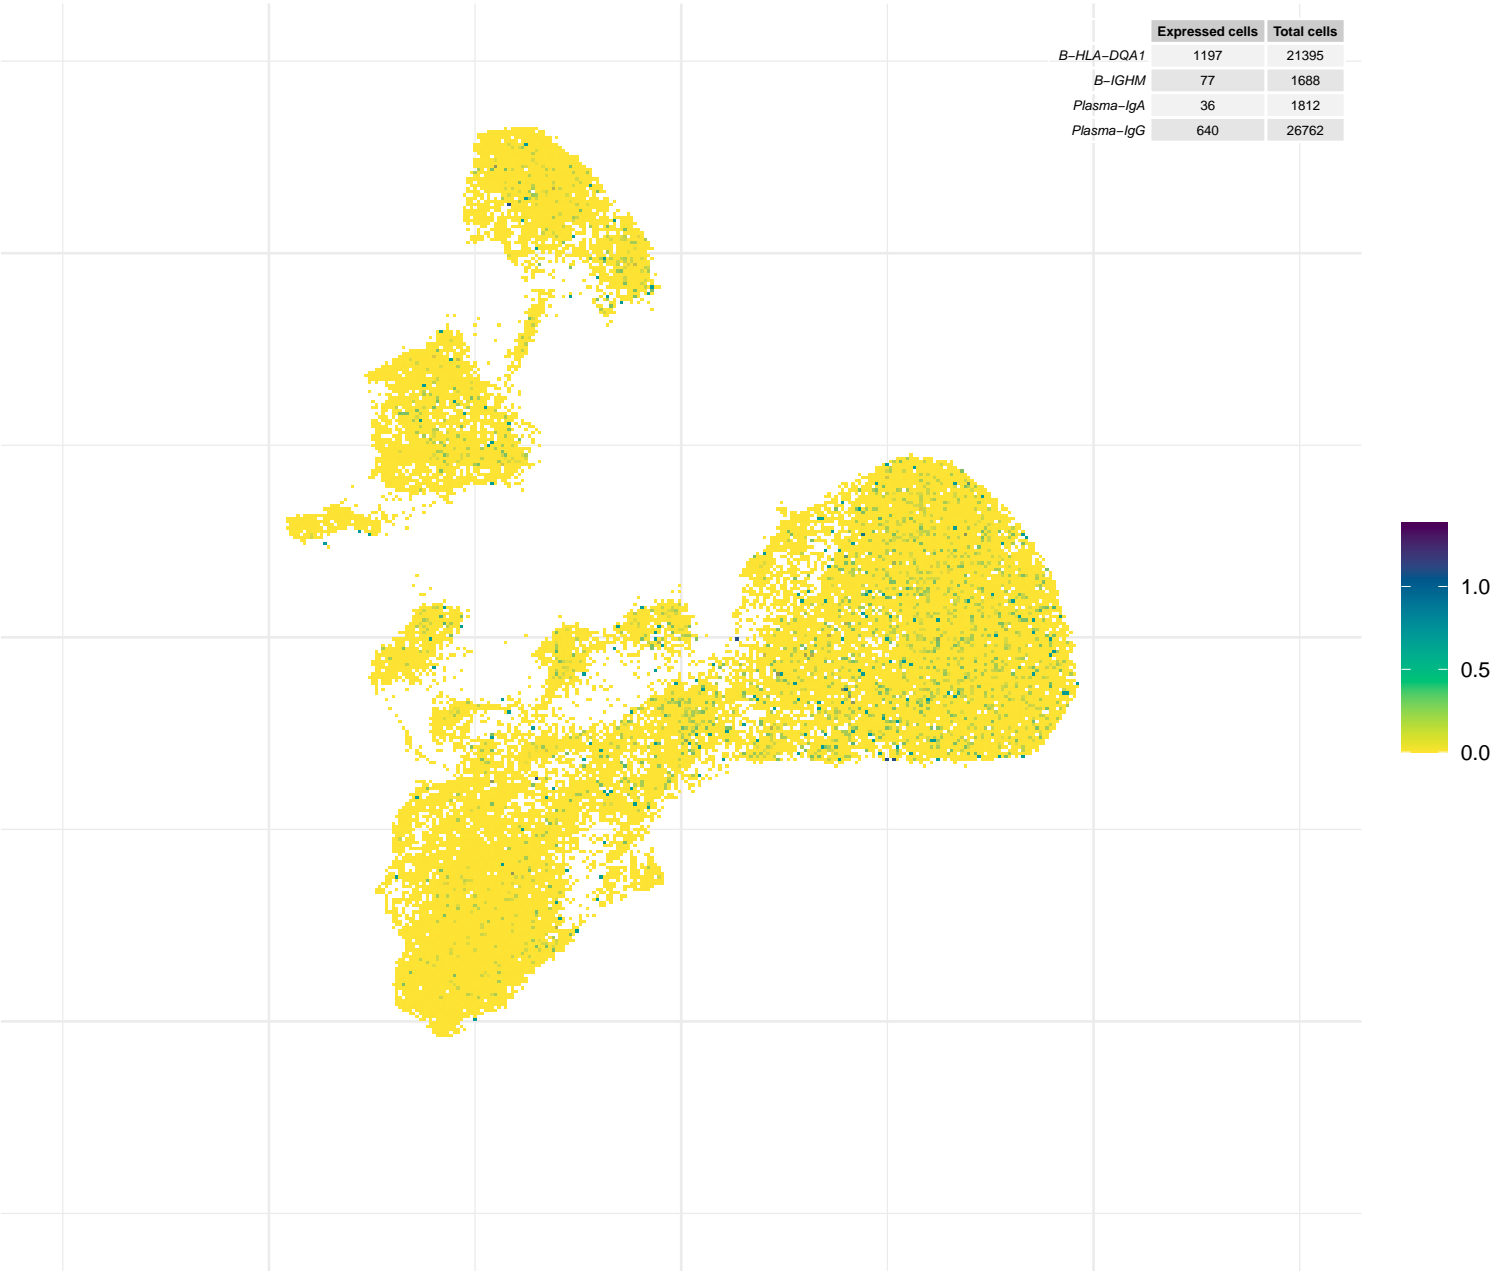 Expressed cells Total cells
B−HLA−DQA1 1197 21395
B−IGHM 77 1688
Plasma−IgA 36 1812
Plasma−IgG 640 26762
1.0
0.5
0.0